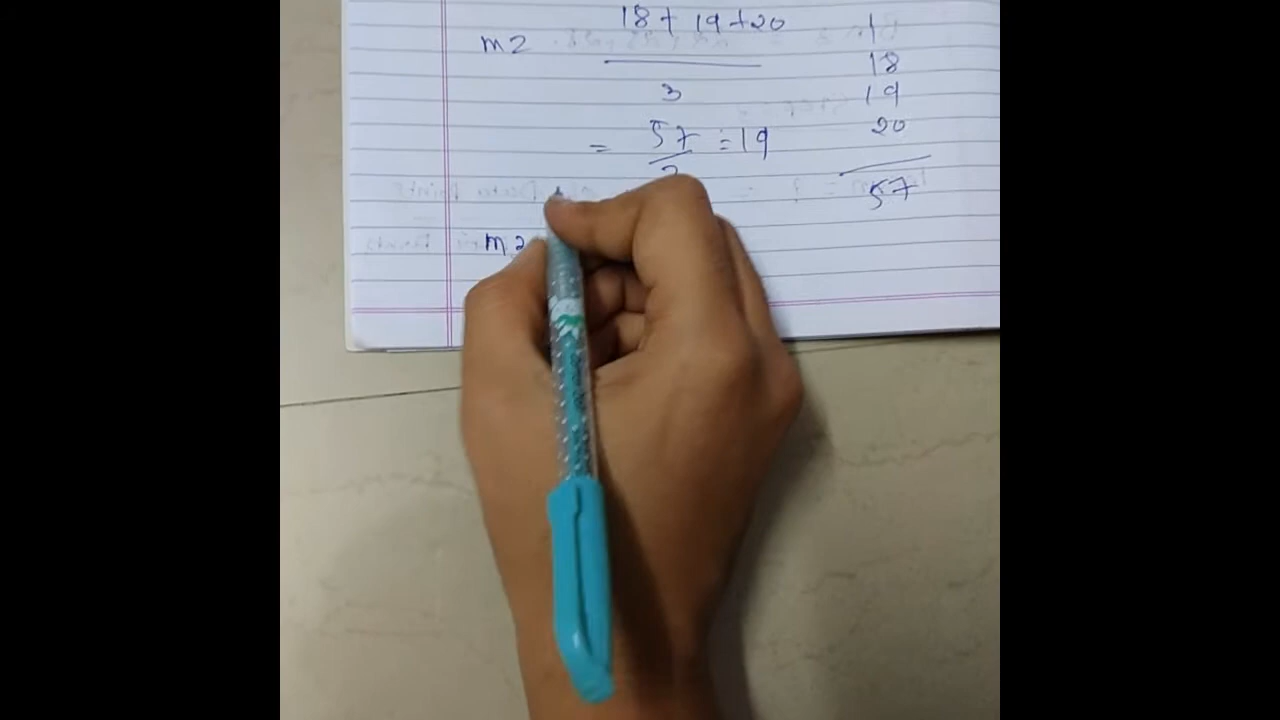 18 + 19 + 20
m2
3
= 57 = 19
1
18
19
20
57
m2